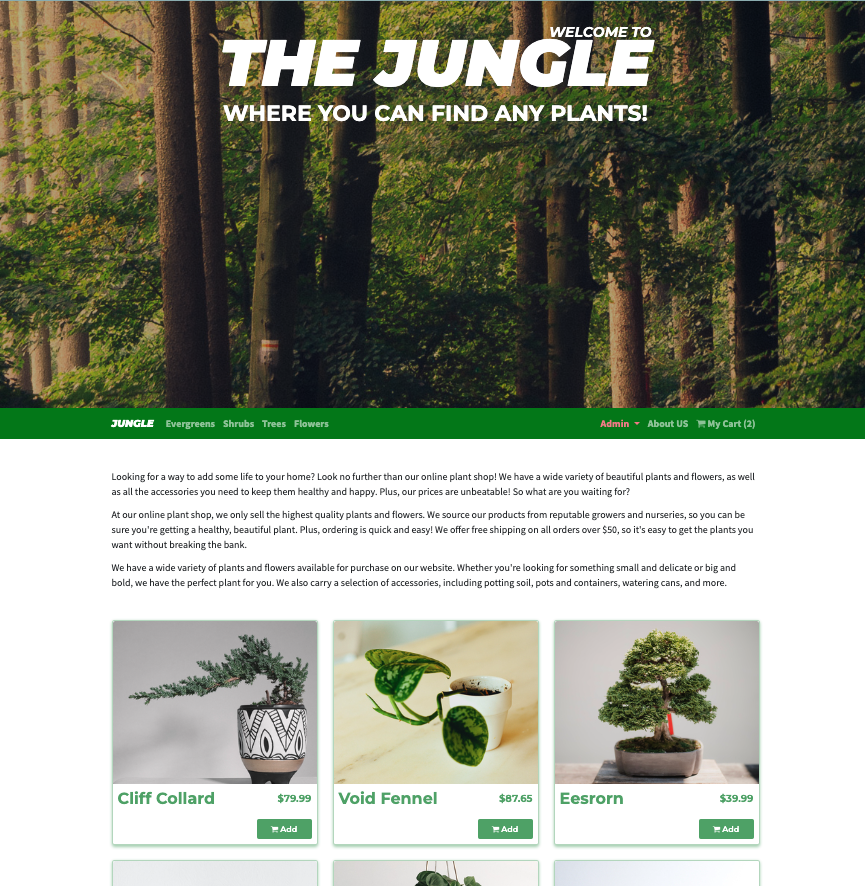 WELCOME TO
THE JUNGLE
WHERE YOU CAN FIND ANY PLANTS!
JUNGLE Evergreens Shrubs Trees Flowers Admin About US My Cart (2)
Looking for a way to add some life to your home? Look no further than our online plant shop! We have a wide variety of beautiful plants and flowers, as well
as all the accessories you need to keep them healthy and happy. Plus, our prices are unbeatable! So what are you waiting for?
At our online plant shop, we only sell the highest quality plants and flowers. We source our products from reputable growers and nurseries, so you can be
sure you're getting a healthy, beautiful plant. Plus, ordering is quick and easy! We offer free shipping on all orders over $50, so it's easy to get the plants you
want without breaking the bank.
We have a wide variety of plants and flowers available for purchase on our website. Whether you're looking for something small and delicate or big and
bold, we have the perfect plant for you. We also carry a selection of accessories, including potting soil, pots and containers, watering cans, and more.
Cliff Collard $79.99
Add
Void Fennel $87.65
Add
Eesrorn $39.99
Add